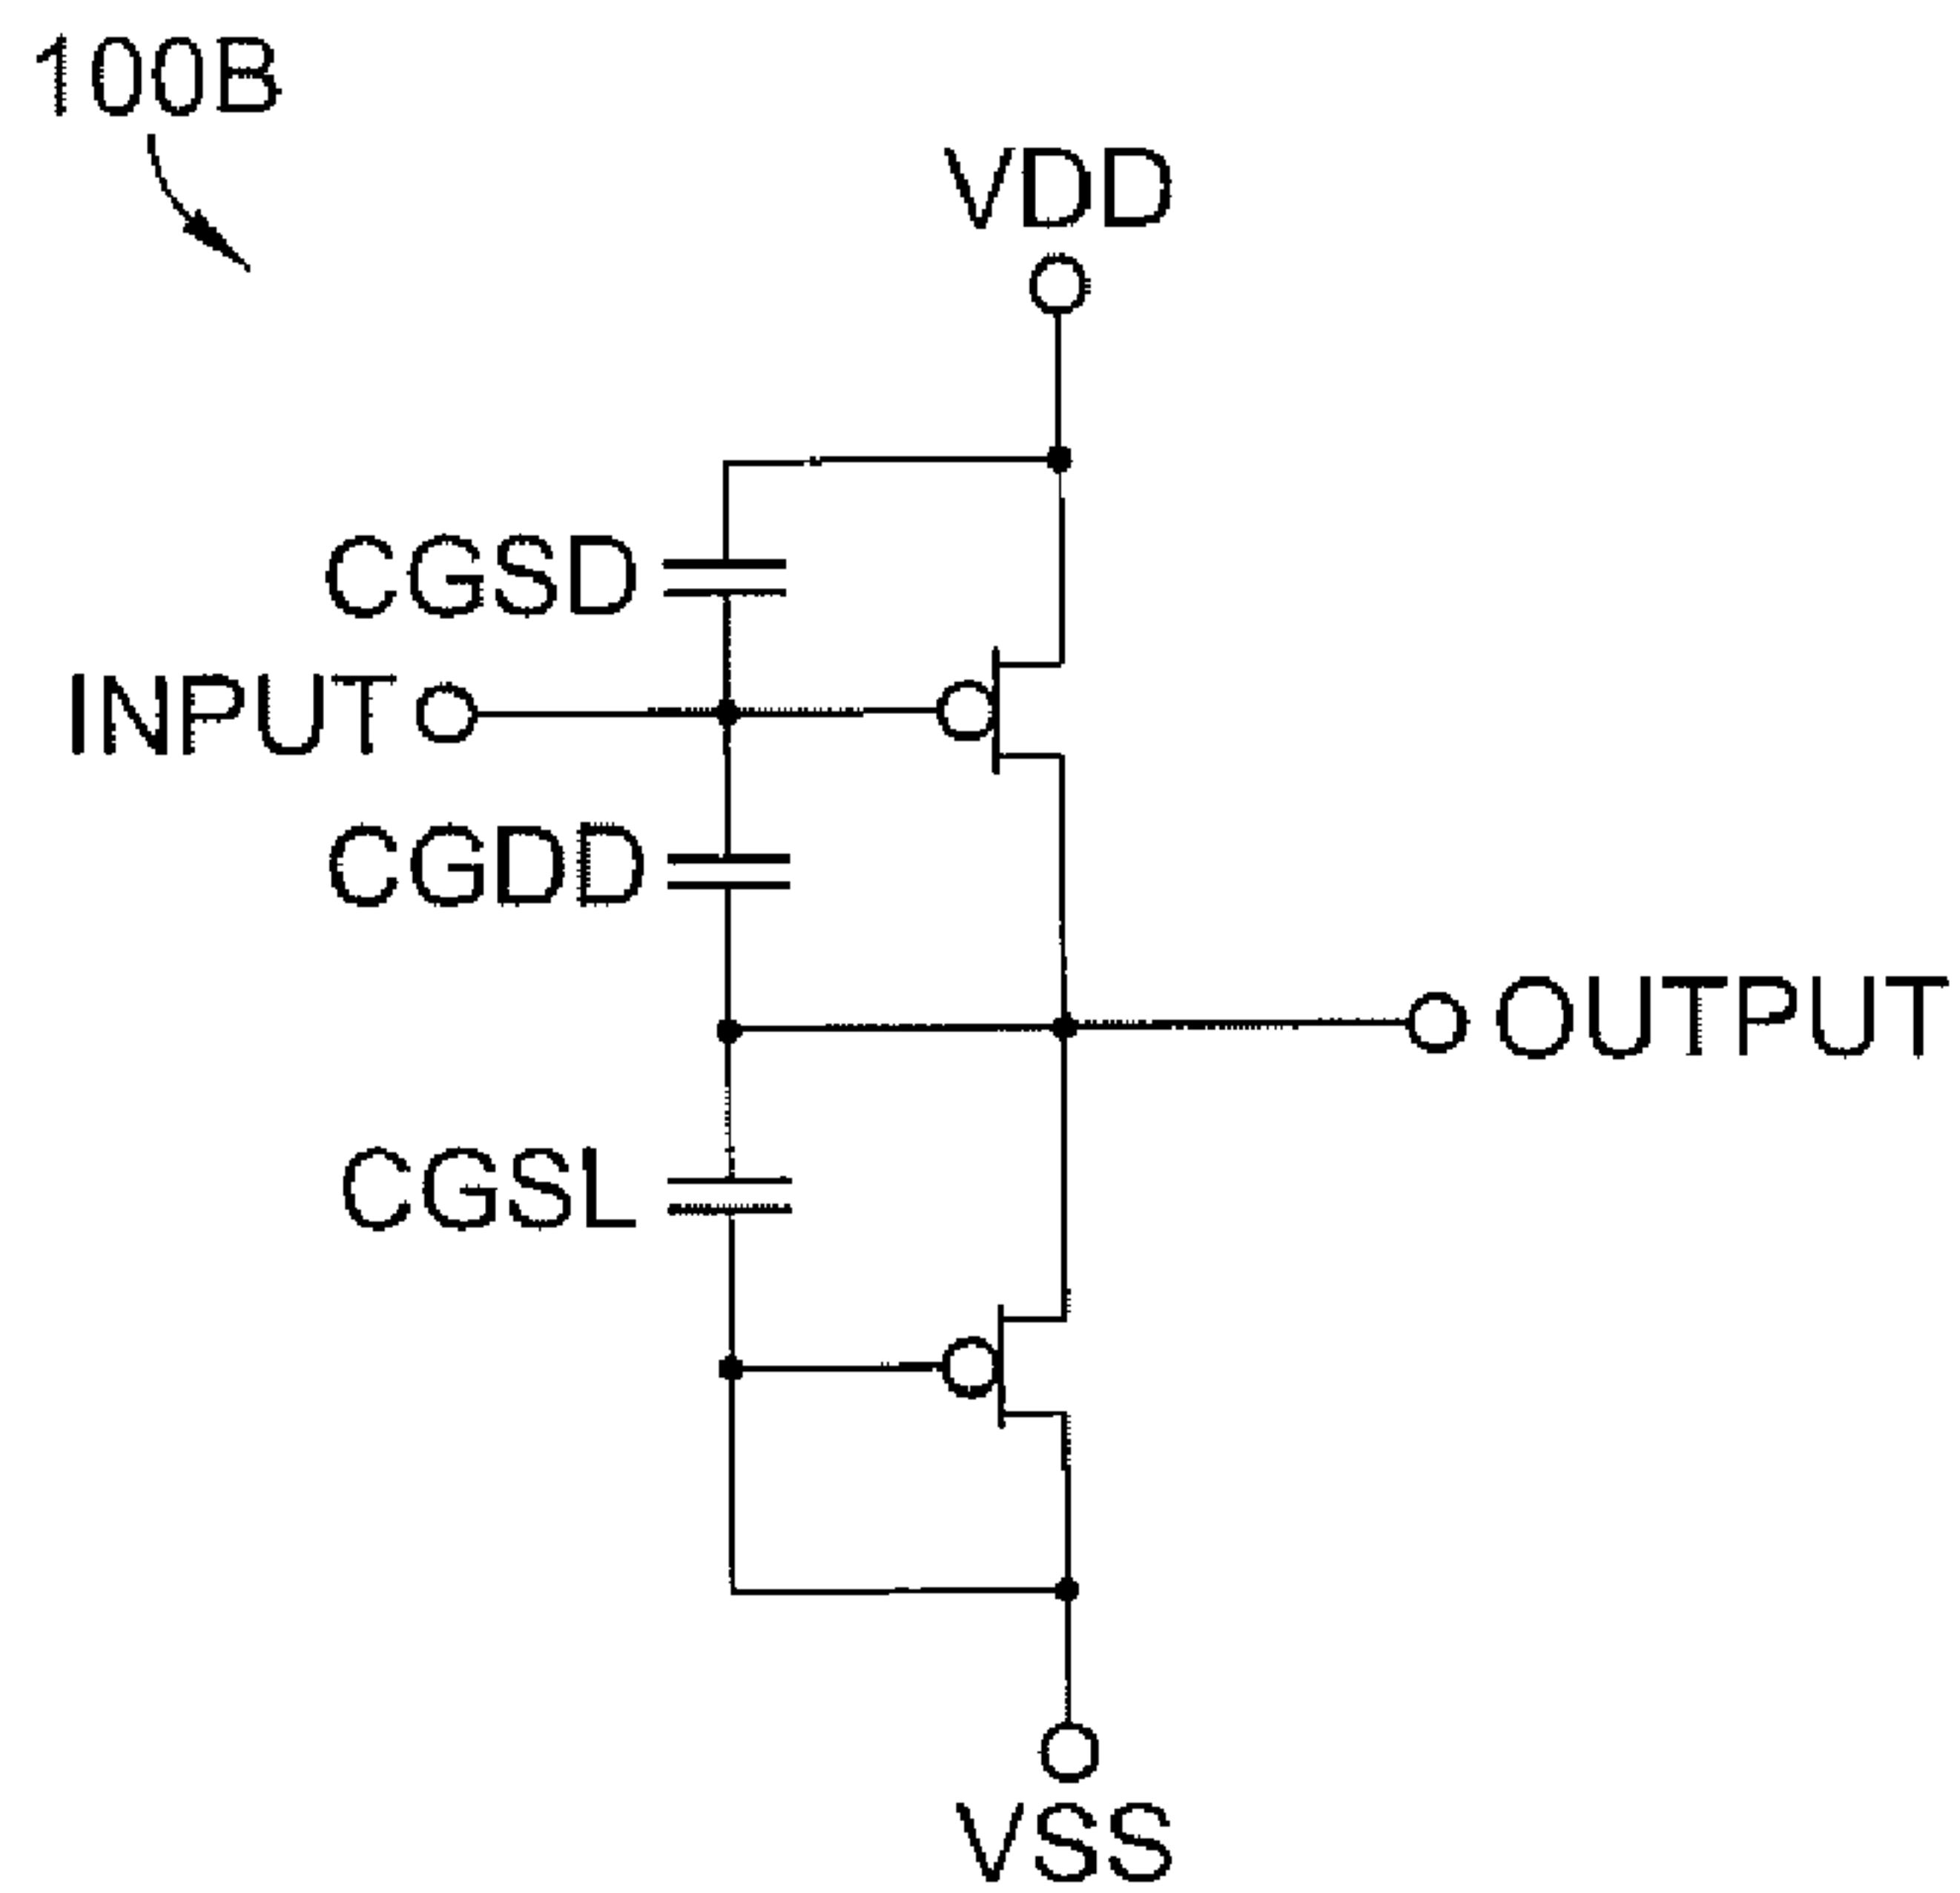 100B
VDD
CGSD
INPUT
CGDD
OUTPUT
CGSL
VSS